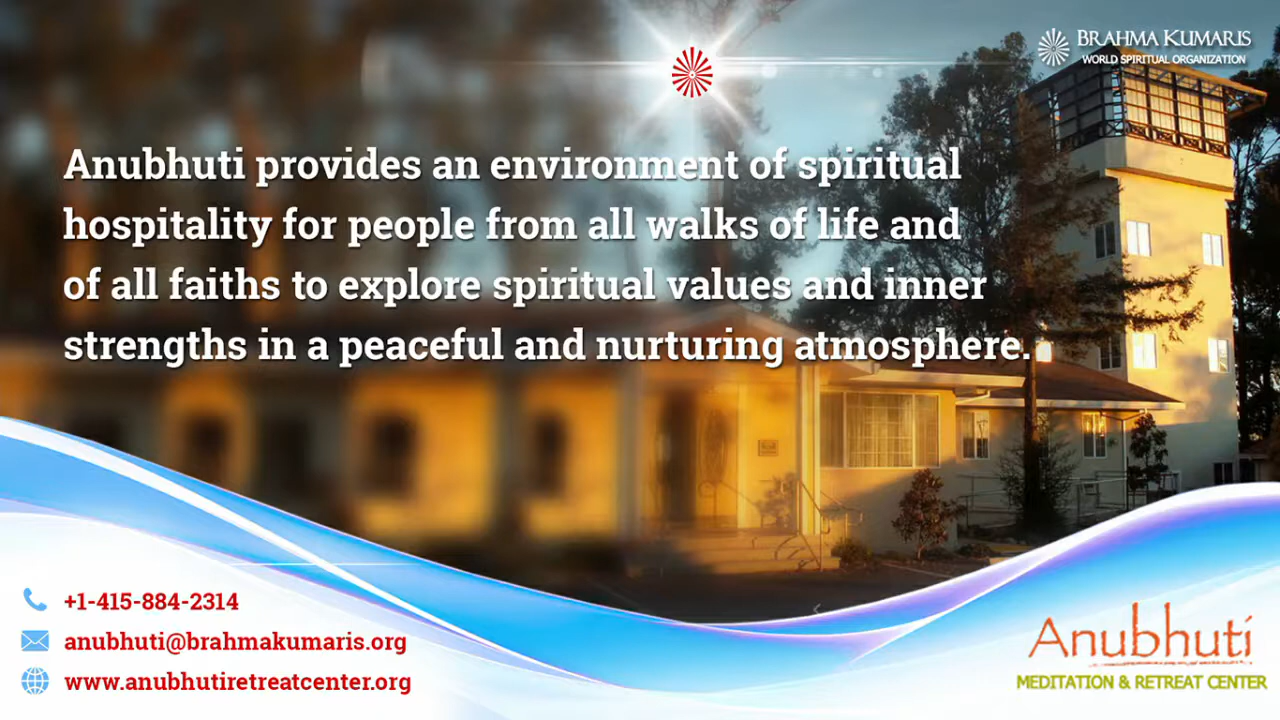 BRAHMA KUMARIS
WORLD SPIRITUAL ORGANIZATION
Anubhuti provides an environment of spiritual
hospitality for people from all walks of life and
of all faiths to explore spiritual values and inner
strengths in a peaceful and nurturing atmosphere.
+1-415-884-2314
anubhuti@brahmakumaris.org
www.anubhutiretreatcenter.org
Anubhuti
MEDITATION & RETREAT CENTER